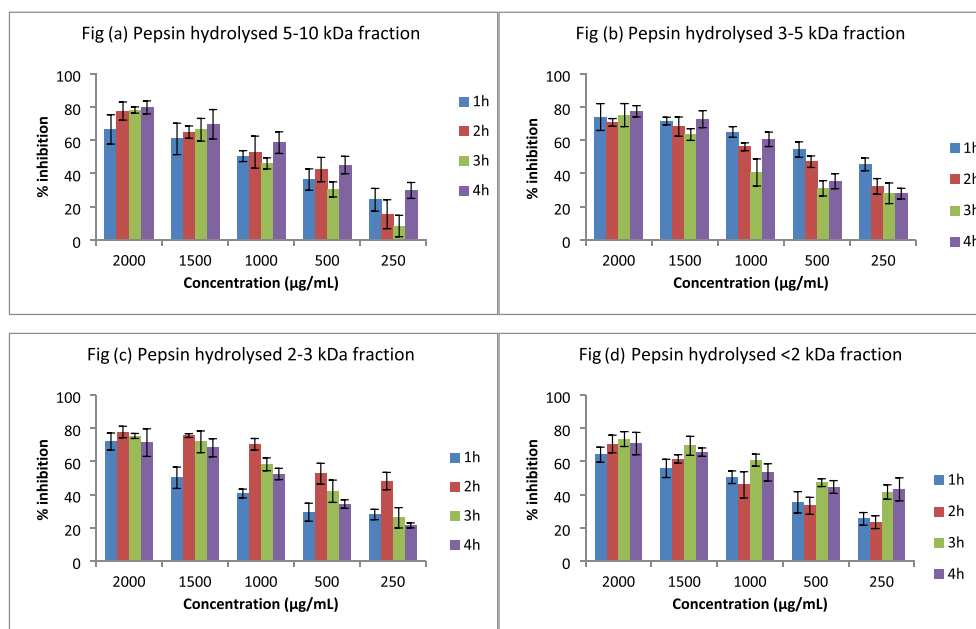 Fig (a) Pepsin hydrolysed 5-10 kDa fraction
% inhibition
100
80
60
40
20
0
2000 1500 1000 500 250
Concentration (µg/mL)
1h
2h
3h
4h
Fig (b) Pepsin hydrolysed 3-5 kDa fraction
% inhibition
100
80
60
40
20
0
2000 1500 1000 500 250
Concentration (µg/mL)
1h
2h
3h
4h
Fig (c) Pepsin hydrolysed 2-3 kDa fraction
% inhibition
100
80
60
40
20
0
2000 1500 1000 500 250
Concentration (µg/mL)
1h
2h
3h
4h
Fig (d) Pepsin hydrolysed <2 kDa fraction
% inhibition
100
80
60
40
20
0
2000 1500 1000 500 250
Concentration (µg/mL)
1h
2h
3h
4h